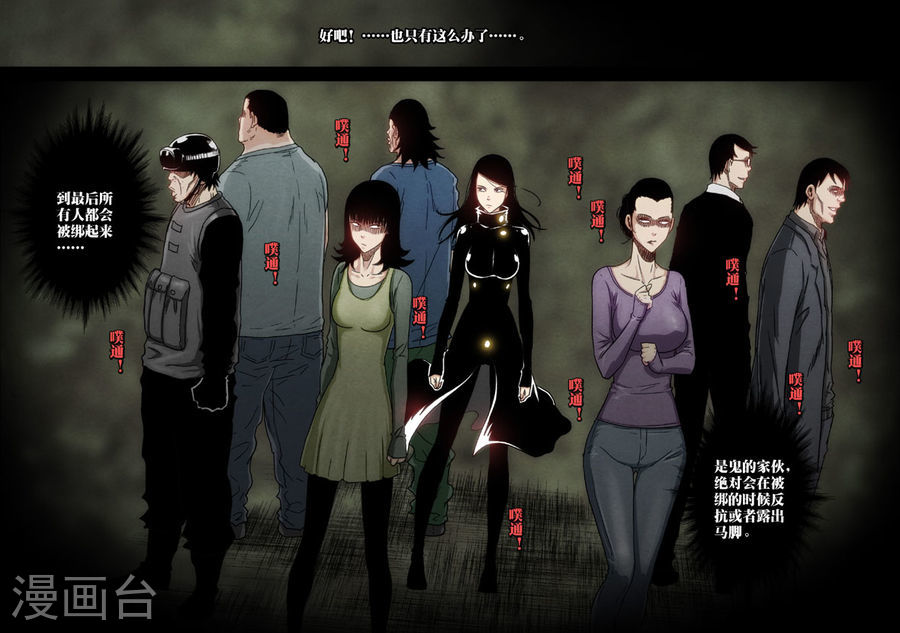 好吧！……也只有这么办了……。
到最后所
有人都会
被绑起来
……
噗通！
噗通！
噗通！
噗通！
噗通！
噗通！
噗通！
噗通！
噗通！
噗通！
噗通！
是鬼的家伙，
绝对会在被
绑的时候反
抗或者露出
马脚。
漫画台